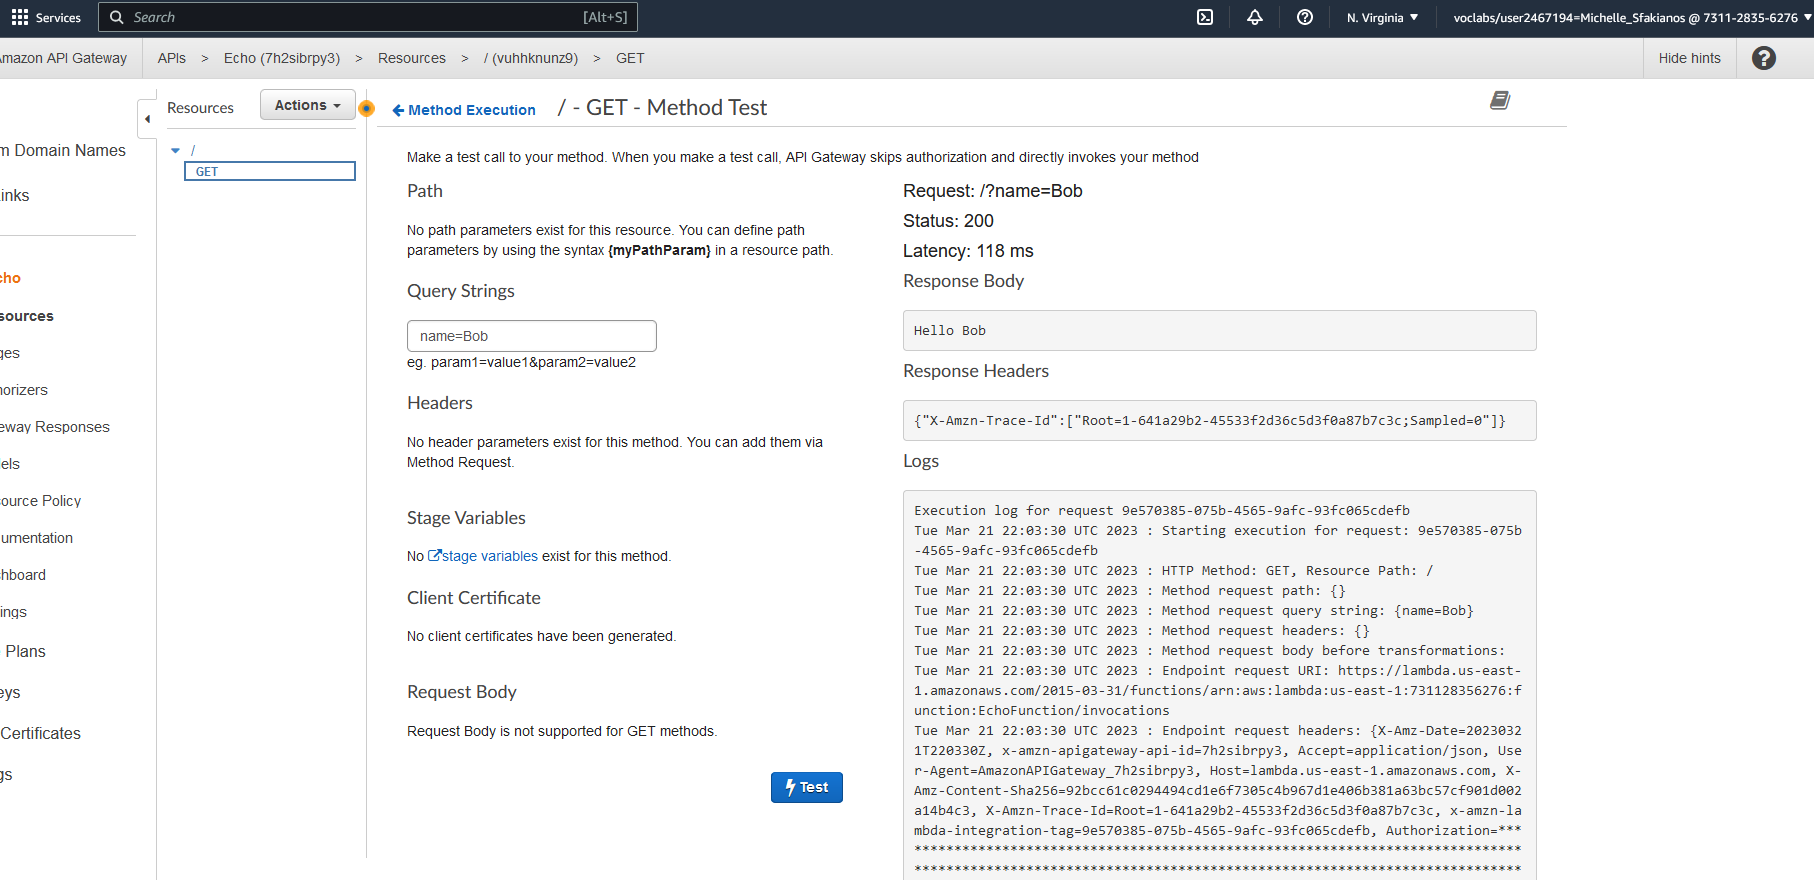 Services
Search
[Alt+S]
N. Virginia
voclabs/user2467194=Michelle_Sfakianos @ 7311-2835-6276
mazon API Gateway
APIs > Echo (7h2sibrpy3) > Resources > / (vuhhknunz9) > GET
Hide hints
m Domain Names
inks
cho
sources
ges
horizers
eway Responses
els
ource Policy
umentation
hboard
ings
Plans
eys
Certificates
gs
Resources
Actions
/
GET
Method Execution
/ - GET - Method Test
Make a test call to your method. When you make a test call, API Gateway skips authorization and directly invokes your method
Path
No path parameters exist for this resource. You can define path
parameters by using the syntax {myPathParam} in a resource path.
Query Strings
name=Bob
eg. param1=value1&param2=value2
Headers
No header parameters exist for this method. You can add them via
Method Request.
Stage Variables
No stage variables exist for this method.
Client Certificate
No client certificates have been generated.
Request Body
Request Body is not supported for GET methods.
Test
Request: /?name=Bob
Status: 200
Latency: 118 ms
Response Body
Hello Bob
Response Headers
{"X-Amzn-Trace-Id":["Root=1-641a29b2-45533f2d36c5d3f0a87b7c3c;Sampled=0"]}
Logs
Execution log for request 9e570385-075b-4565-9afc-93fc065cdefb
Tue Mar 21 22:03:30 UTC 2023 : Starting execution for request: 9e570385-075b
-4565-9afc-93fc065cdefb
Tue Mar 21 22:03:30 UTC 2023 : HTTP Method: GET, Resource Path: /
Tue Mar 21 22:03:30 UTC 2023 : Method request path: {}
Tue Mar 21 22:03:30 UTC 2023 : Method request query string: {name=Bob}
Tue Mar 21 22:03:30 UTC 2023 : Method request headers: {}
Tue Mar 21 22:03:30 UTC 2023 : Method request body before transformations:
Tue Mar 21 22:03:30 UTC 2023 : Endpoint request URI: https://lambda.us-east-
1.amazonaws.com/2015-03-31/functions/arn:aws:lambda:us-east-1:731128356276:f
unction:EchoFunction/invocations
Tue Mar 21 22:03:30 UTC 2023 : Endpoint request headers: {X-Amz-Date=2023032
1T220330Z, x-amzn-apigateway-api-id=7h2sibrpy3, Accept=application/json, Use
r-Agent=AmazonAPIGateway_7h2sibrpy3, Host=lambda.us-east-1.amazonaws.com, X-
Amz-Content-Sha256=92bcc61c0294494cd1e6f7305c4b967d1e406b381a63bc57cf901d002
a14b4c3, X-Amzn-Trace-Id=Root=1-641a29b2-45533f2d36c5d3f0a87b7c3c, x-amzn-la
mbda-integration-tag=9e570385-075b-4565-9afc-93fc065cdefb, Authorization=***
****************************************************************************
****************************************************************************